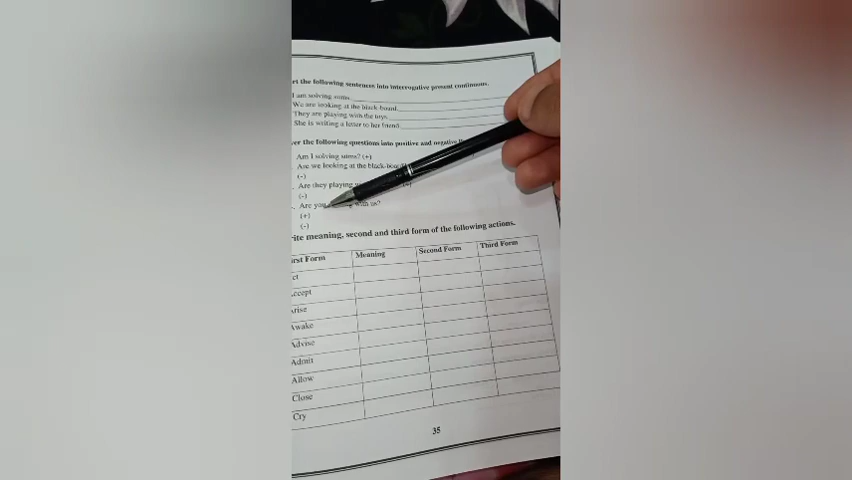 rt the following sentences into interrogative present continuous.
I am solving sums.
We are looking at the black-board.
They are playing with the toys.
She is writing a letter to her friend.
er the following questions into positive and negative
Am I solving sums? (+)
Are we looking at the black-board
(-)
Are they playing
(-)
Are you with us?
(+)
(-)
ite meaning, second and third form of the following actions.
irst Form Meaning Second Form Third Form
ct
ccept
rise
Awake
Advise
Admit
Allow
Close
Cry
35